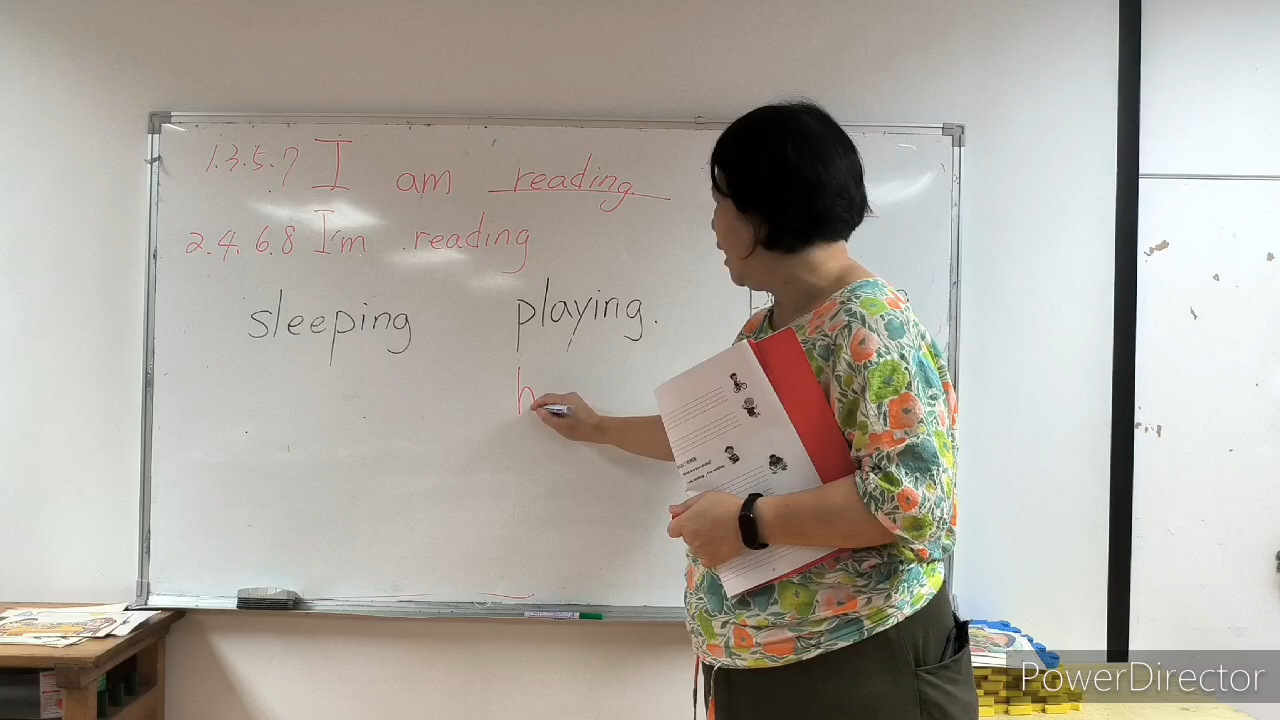 1.3.5.7 I am reading
2.4.6.8 I'm reading
sleeping playing.
h
PowerDirector